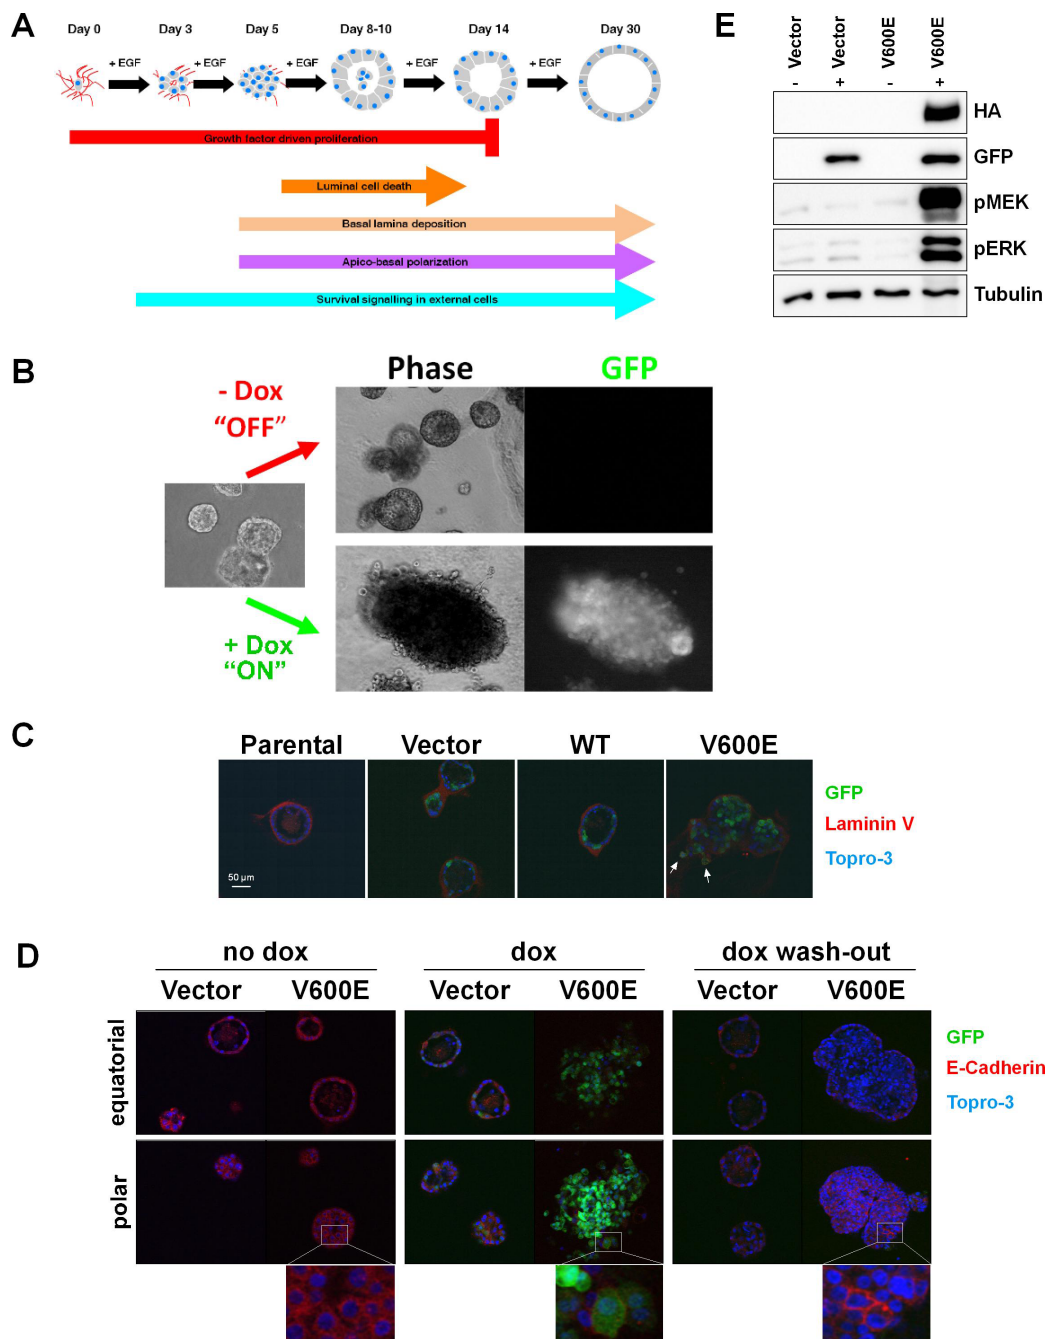 A
Day 0
Day 3
Day 5
Day 8-10
Day 14
Day 30
+ EGF
+ EGF
+ EGF
+ EGF
+ EGF
Growth factor driven proliferation
Luminal cell death
Basal lamina deposition
Apico-basal polarization
Survival signalling in external cells
E
Vector
Vector
V600E
V600E
- + - +
HA
GFP
pMEK
pERK
Tubulin
B
Phase
GFP
- Dox
“OFF”
+ Dox
“ON”
C
Parental
Vector
WT
V600E
50 µm
GFP
Laminin V
Topro-3
D
no dox
dox
dox wash-out
Vector
V600E
Vector
V600E
Vector
V600E
equatorial
polar
GFP
E-Cadherin
Topro-3